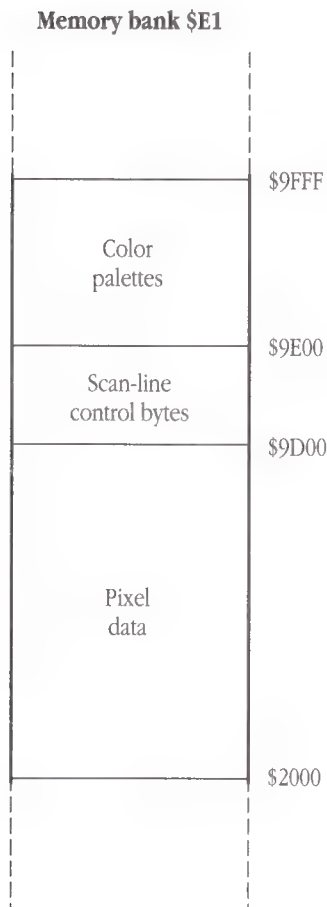 Memory bank $E1
$9FFF
Color
palettes
$9E00
Scan-line
control bytes
$9D00
Pixel
data
$2000